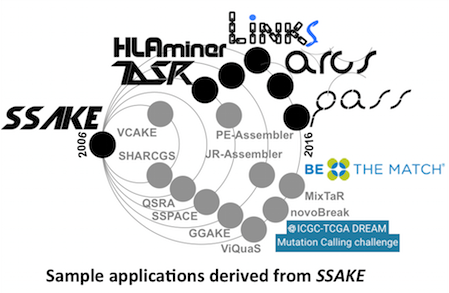 LiNKS
HLAminer
TASR
arcs
pass
SSAKE
2006
2016
VCAKE
PE-Assembler
SHARCGS
JR-Assembler
BE THE MATCH®
QSRA
MixTaR
SSPACE
novoBreak
GGAKE
@ICGC-TCGA DREAM
Mutation Calling challenge
ViQuaS
Sample applications derived from SSAKE